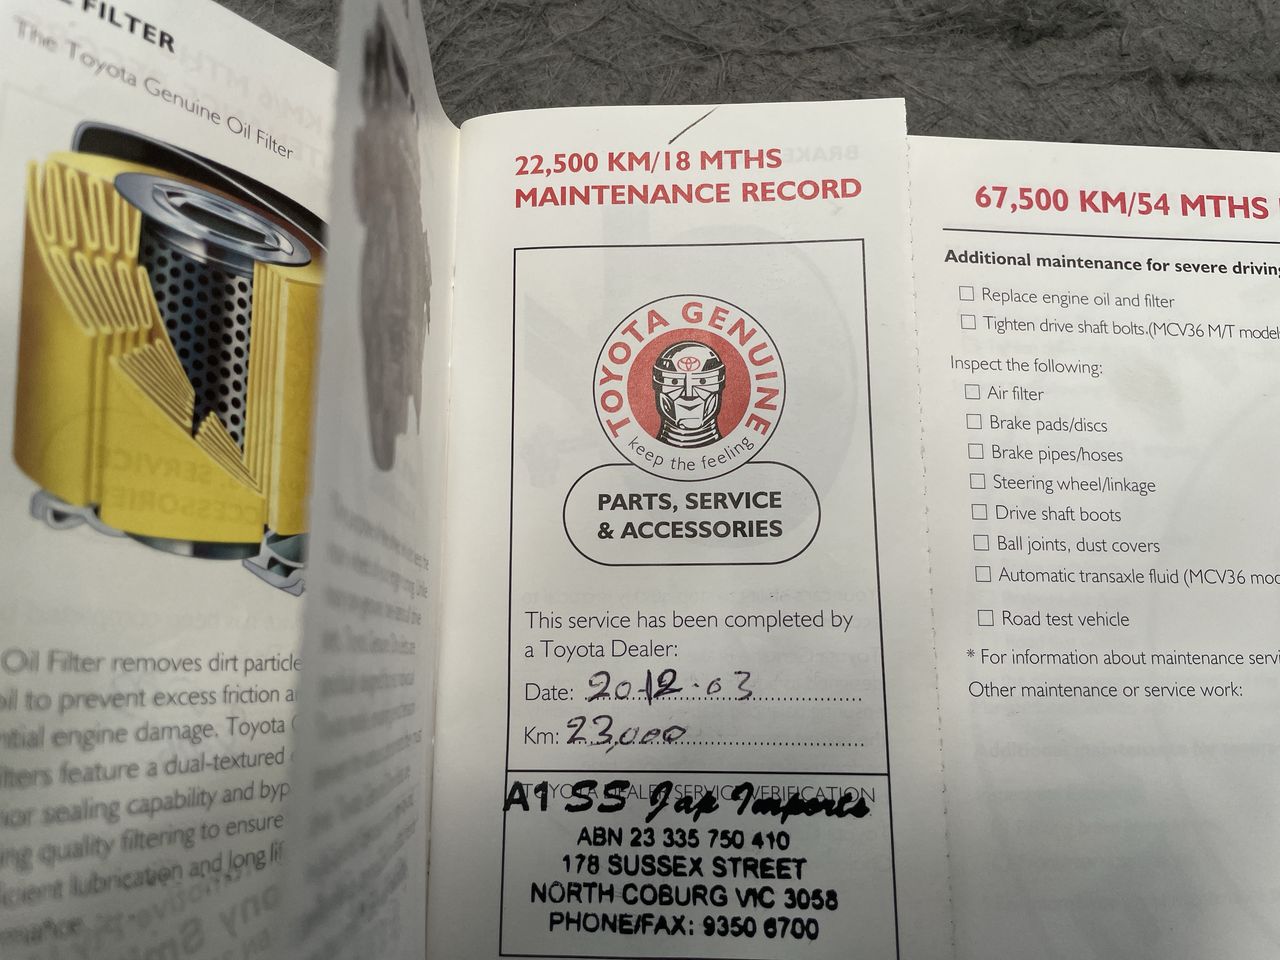 FILTER
The Toyota Genuine Oil Filter
Oil Filter removes dirt particle
to prevent excess friction
engine damage. Toyota
feature a dual-textured
sealing capability and byp
quality filtering to ensure
lubrication and long lif
22,500 KM/18 MTHS
MAINTENANCE RECORD
TOYOTA GENUINE
keep the feeling
PARTS, SERVICE
& ACCESSORIES
This service has been completed by
a Toyota Dealer:
Date: 20.12.03
Km: 23,000
TOYOTA DEALER SERVICE VERIFICATION
A1 SS Jap Imports
ABN 23 335 750 410
178 SUSSEX STREET
NORTH COBURG VIC 3058
PHONE/FAX: 9350 6700
67,500 KM/54 MTHS
Additional maintenance for severe driving
Replace engine oil and filter
Tighten drive shaft bolts.(MCV36 M/T model
Inspect the following:
Air filter
Brake pads/discs
Brake pipes/hoses
Steering wheel/linkage
Drive shaft boots
Ball joints, dust covers
Automatic transaxle fluid (MCV36 mod
Road test vehicle
* For information about maintenance servi
Other maintenance or service work: